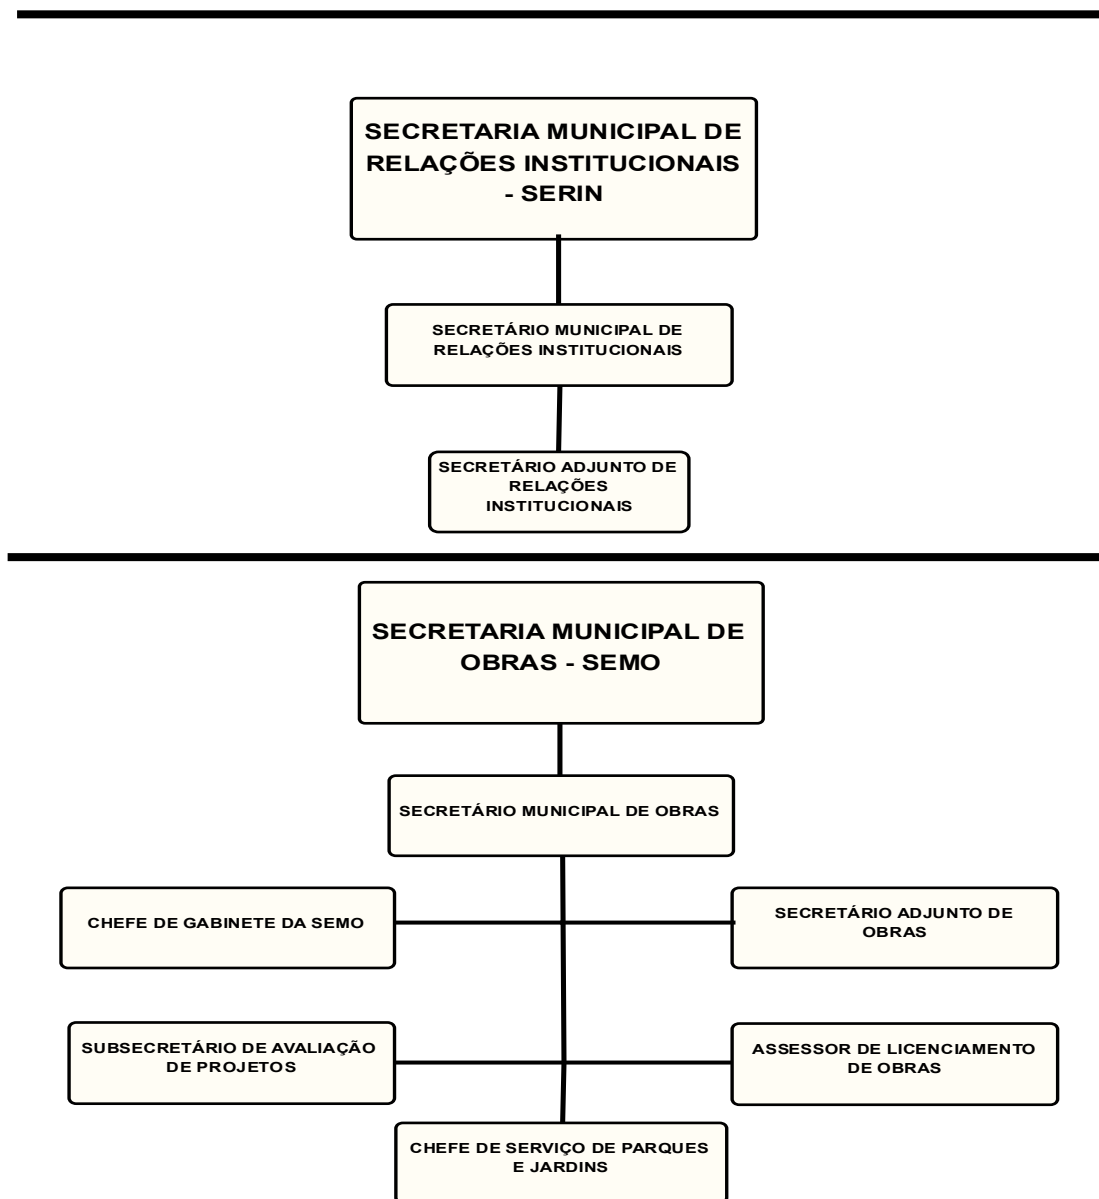 SECRETARIA MUNICIPAL DE
RELAÇÕES INSTITUCIONAIS
- SERIN
SECRETÁRIO MUNICIPAL DE
RELAÇÕES INSTITUCIONAIS
SECRETÁRIO ADJUNTO DE
RELAÇÕES
INSTITUCIONAIS
SECRETARIA MUNICIPAL DE
OBRAS - SEMO
SECRETÁRIO MUNICIPAL DE OBRAS
CHEFE DE GABINETE DA SEMO
SECRETÁRIO ADJUNTO DE
OBRAS
SUBSECRETÁRIO DE AVALIAÇÃO
DE PROJETOS
ASSESSOR DE LICENCIAMENTO
DE OBRAS
CHEFE DE SERVIÇO DE PARQUES
E JARDINS